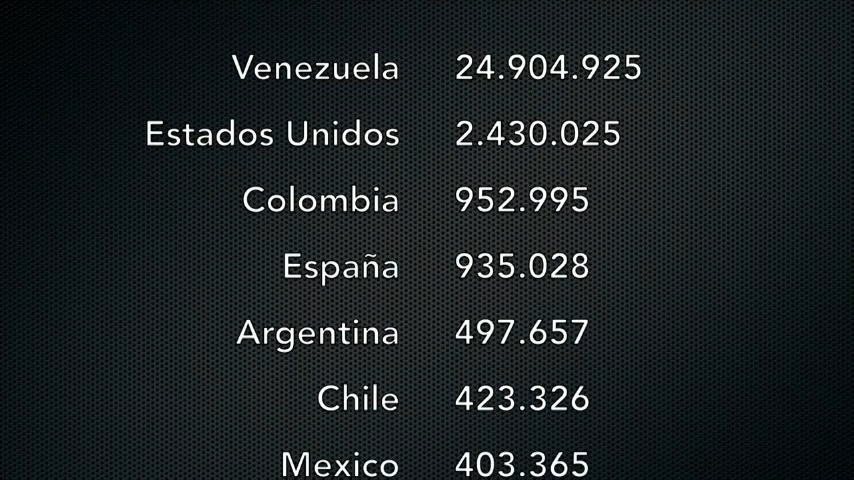 Venezuela 24.904.925
Estados Unidos 2.430.025
Colombia 952.995
España 935.028
Argentina 497.657
Chile 423.326
Mexico 403.365